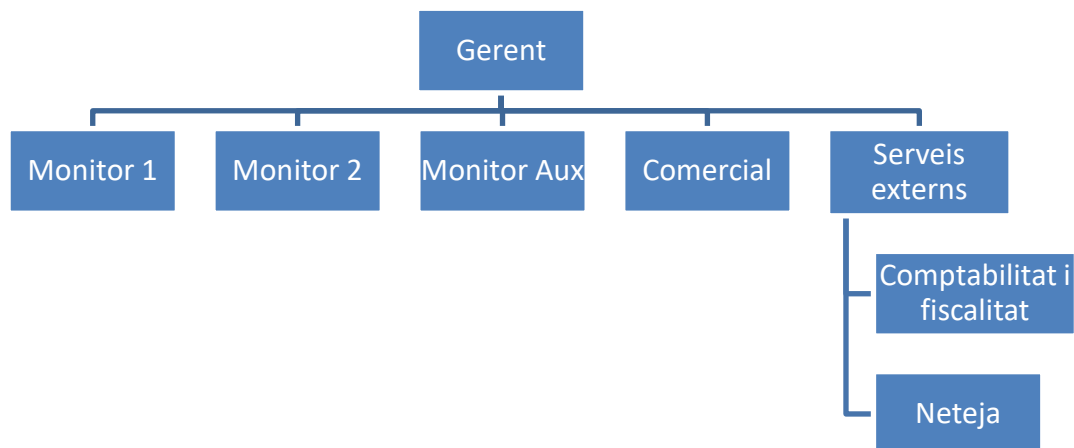 Gerent
Monitor 1
Monitor 2
Monitor Aux
Comercial
Serveis
externs
Comptabilitat i
fiscalitat
Neteja